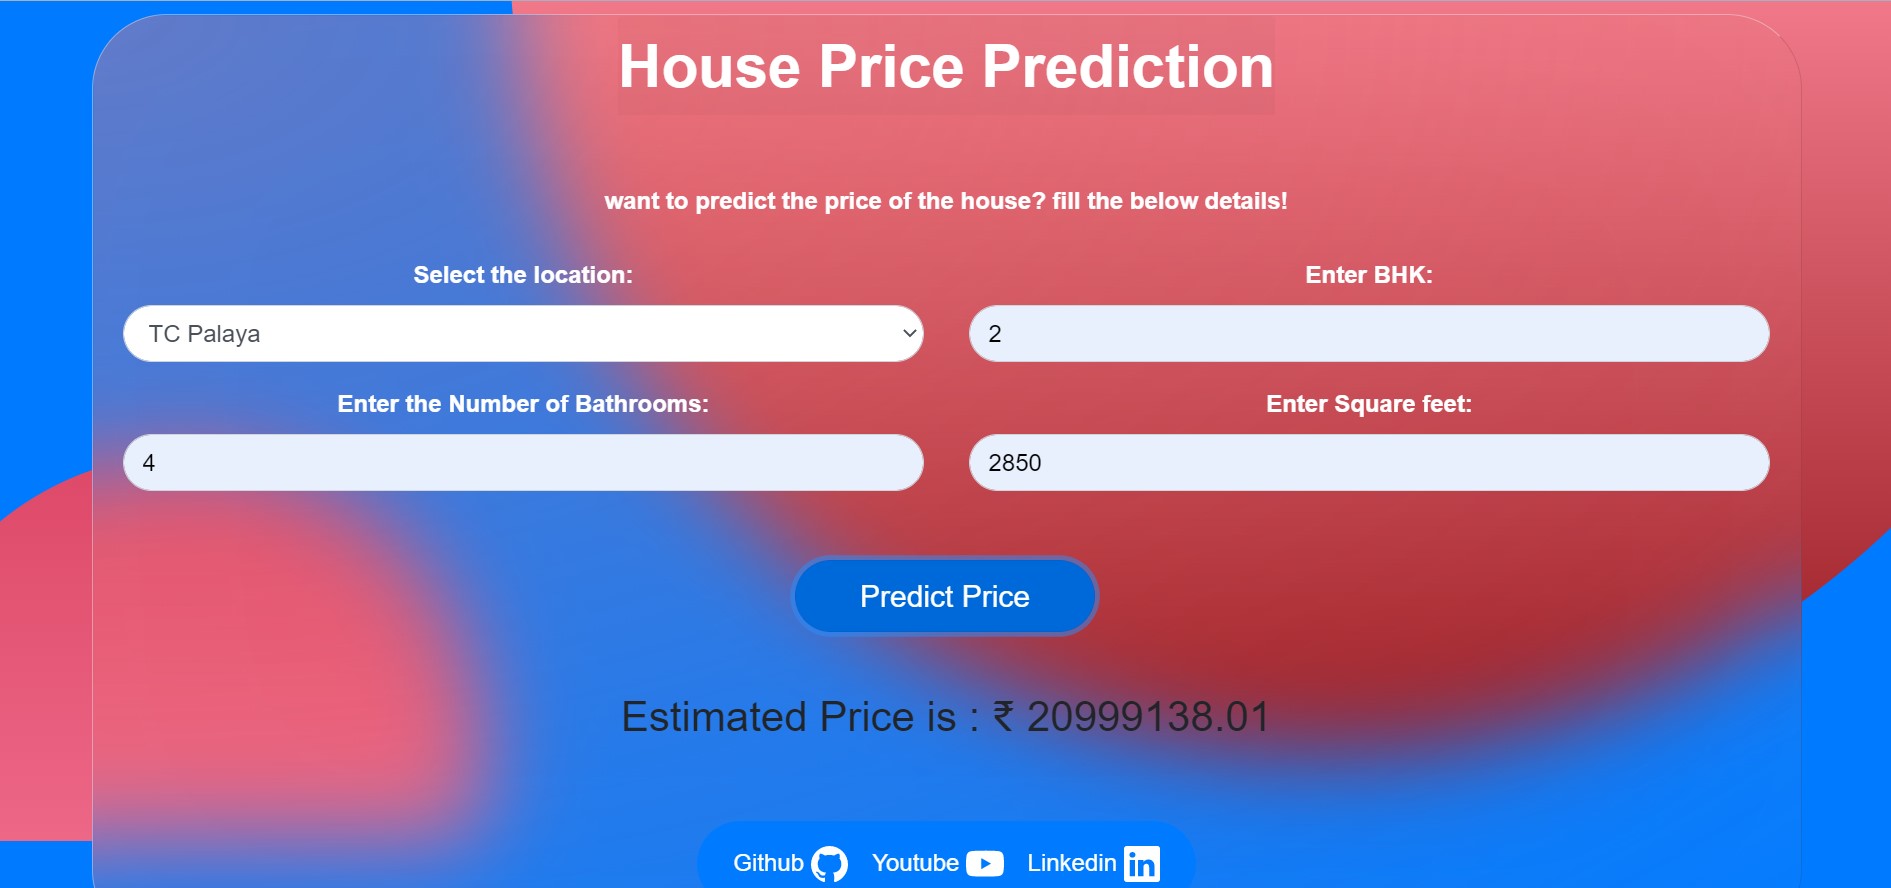 House Price Prediction
want to predict the price of the house? fill the below details!
Select the location:
Enter BHK:
TC Palaya
2
Enter the Number of Bathrooms:
Enter Square feet:
4
2850
Predict Price
Estimated Price is : ₹ 20999138.01
Github Youtube Linkedin in